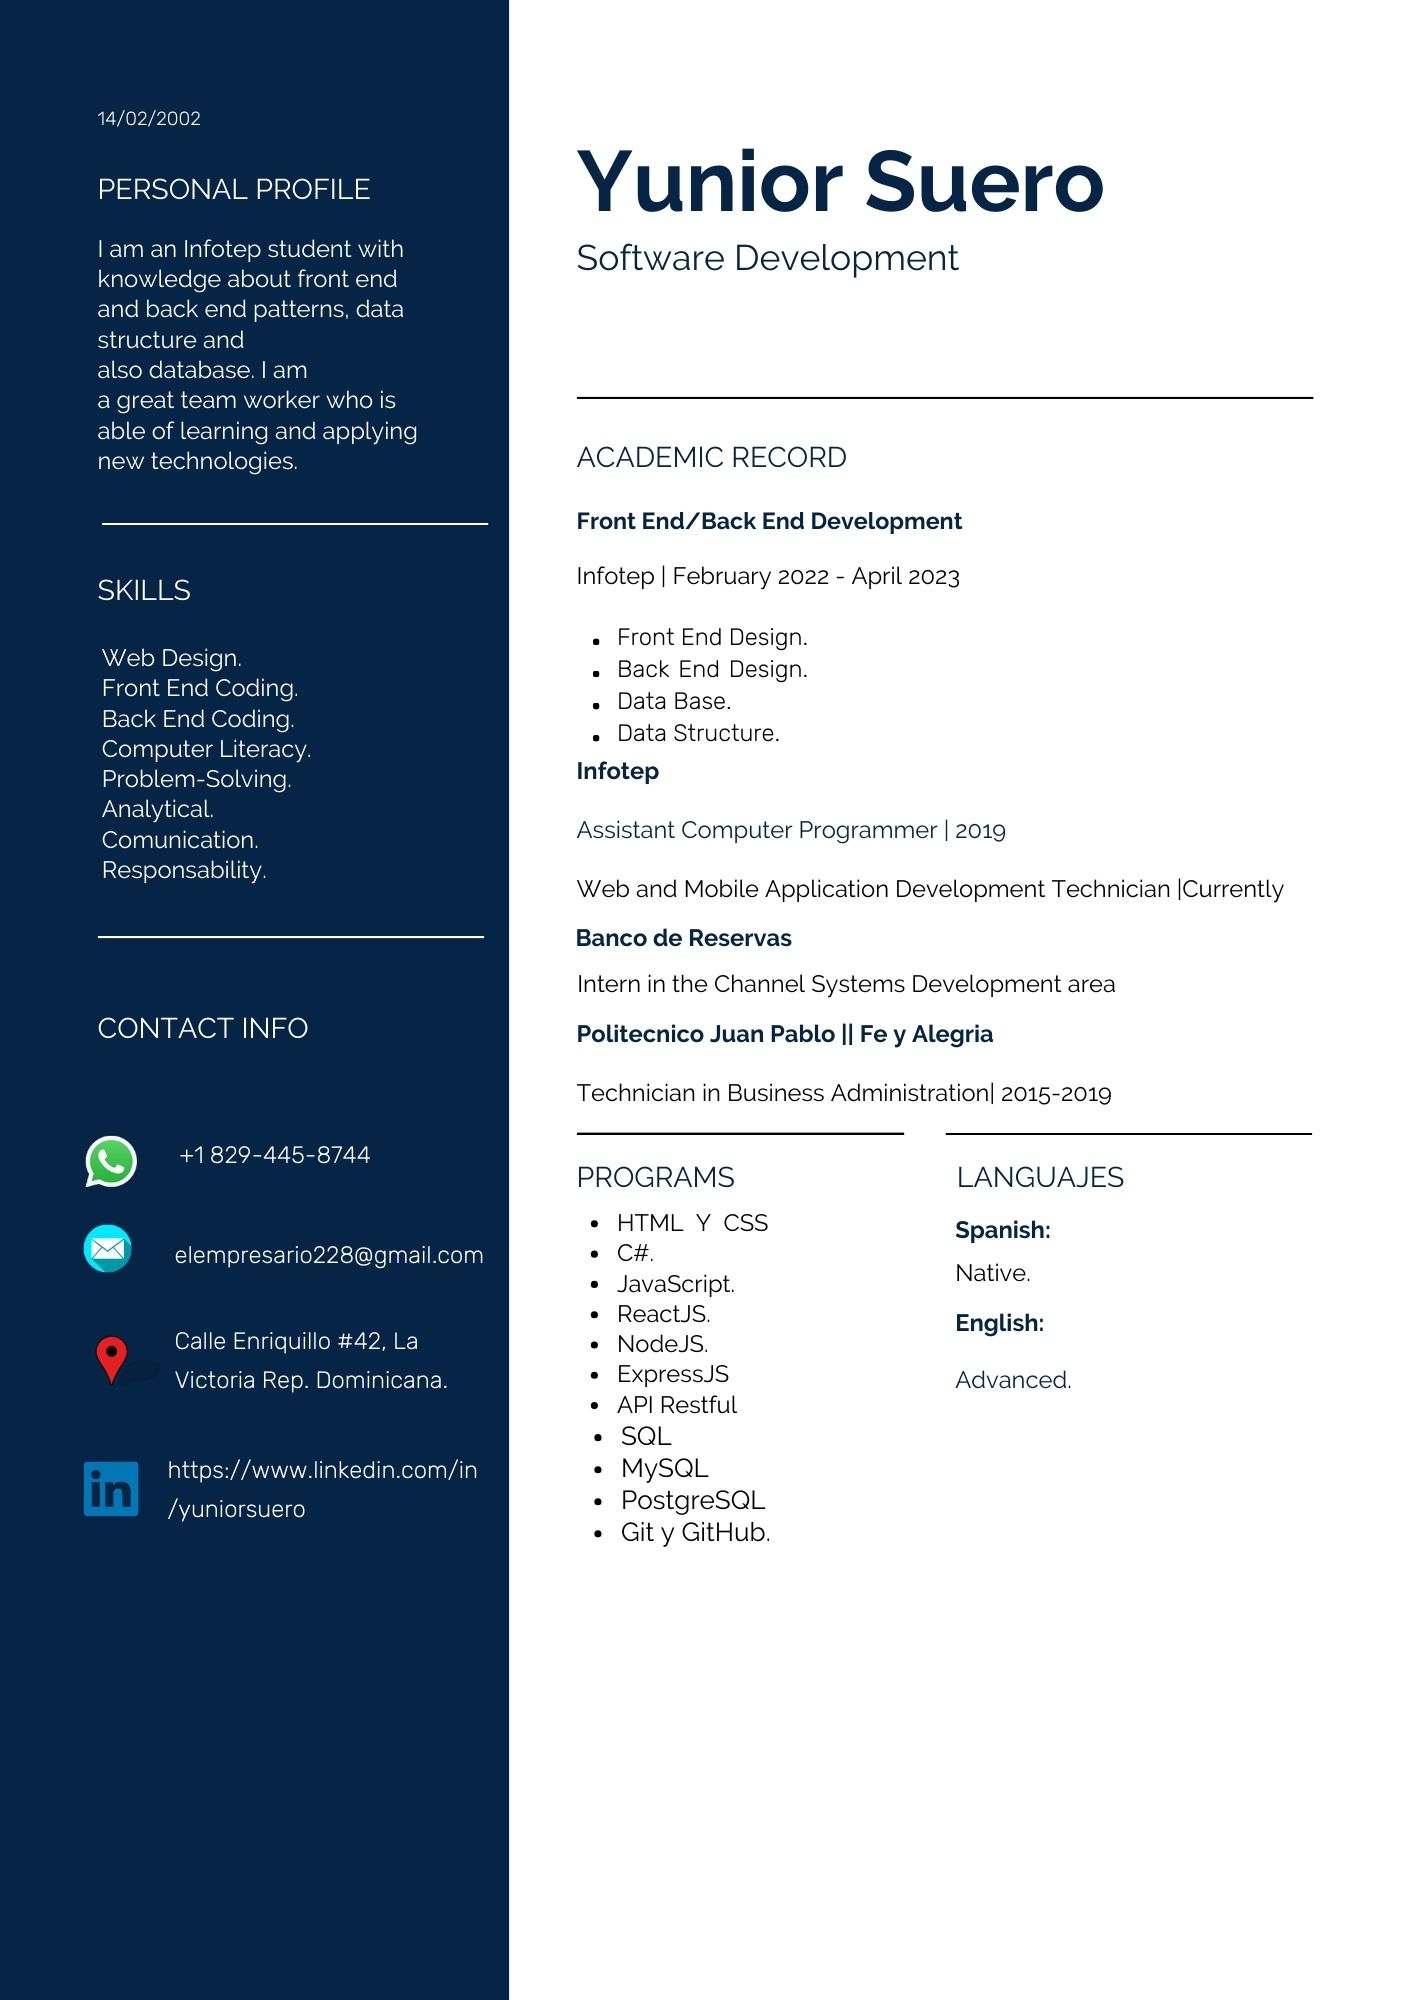 14/02/2002
PERSONAL PROFILE
I am an Infotep student with
knowledge about front end
and back end patterns, data
structure and
also database. I am
a great team worker who is
able of learning and applying
new technologies.
SKILLS
Web Design.
Front End Coding.
Back End Coding.
Computer Literacy.
Problem-Solving.
Analytical.
Comunication.
Responsability.
CONTACT INFO
+1 829-445-8744
elempresario228@gmail.com
Calle Enriquillo #42, La
Victoria Rep. Dominicana.
in
https://www.linkedin.com/in
/yuniorsuero
Yunior Suero
Software Development
ACADEMIC RECORD
Front End/Back End Development
Infotep | February 2022 - April 2023
• Front End Design.
• Back End Design.
• Data Base.
• Data Structure.
Infotep
Assistant Computer Programmer | 2019
Web and Mobile Application Development Technician |Currently
Banco de Reservas
Intern in the Channel Systems Development area
Politecnico Juan Pablo || Fe y Alegria
Technician in Business Administration| 2015-2019
PROGRAMS
• HTML Y CSS
• C#.
• JavaScript.
• ReactJS.
• NodeJS.
• ExpressJS
• API Restful
• SQL
• MySQL
• PostgreSQL
• Git y GitHub.
LANGUAJES
Spanish:
Native.
English:
Advanced.